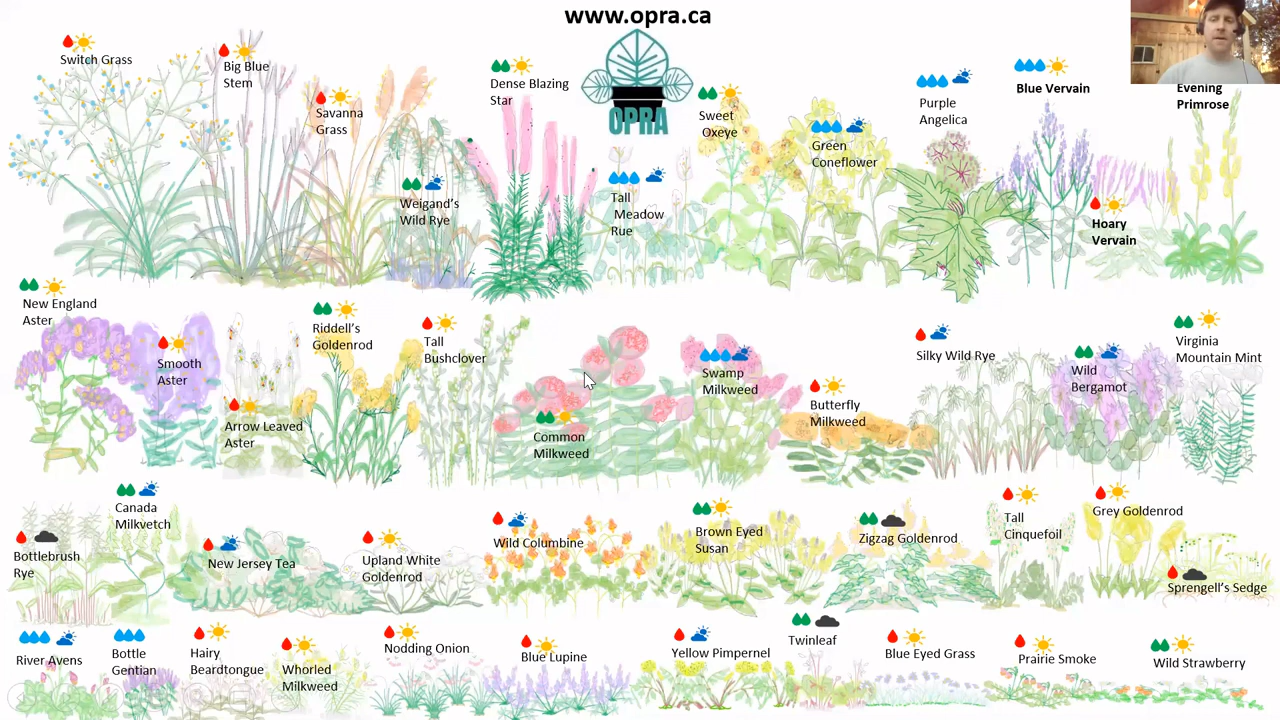 www.opra.ca
Switch Grass
Big Blue
Stem
Savanna
Grass
Weigand's
Wild Rye
Dense Blazing
Star
OPRA
Tall
Meadow
Rue
Sweet
Oxeye
Green
Coneflower
Purple
Angelica
Blue Vervain
Hoary
Vervain
Evening
Primrose
New England
Aster
Smooth
Aster
Arrow Leaved
Aster
Riddell's
Goldenrod
Tall
Bushclover
Common
Milkweed
Swamp
Milkweed
Butterfly
Milkweed
Silky Wild Rye
Wild
Bergamot
Virginia
Mountain Mint
Bottlebrush
Rye
Canada
Milkvetch
New Jersey Tea
Upland White
Goldenrod
Wild Columbine
Brown Eyed
Susan
Zigzag Goldenrod
Tall
Cinquefoil
Grey Goldenrod
Sprengell's Sedge
River Avens
Bottle
Gentian
Hairy
Beardtongue
Whorled
Milkweed
Nodding Onion
Blue Lupine
Yellow Pimpernel
Twinleaf
Blue Eyed Grass
Prairie Smoke
Wild Strawberry